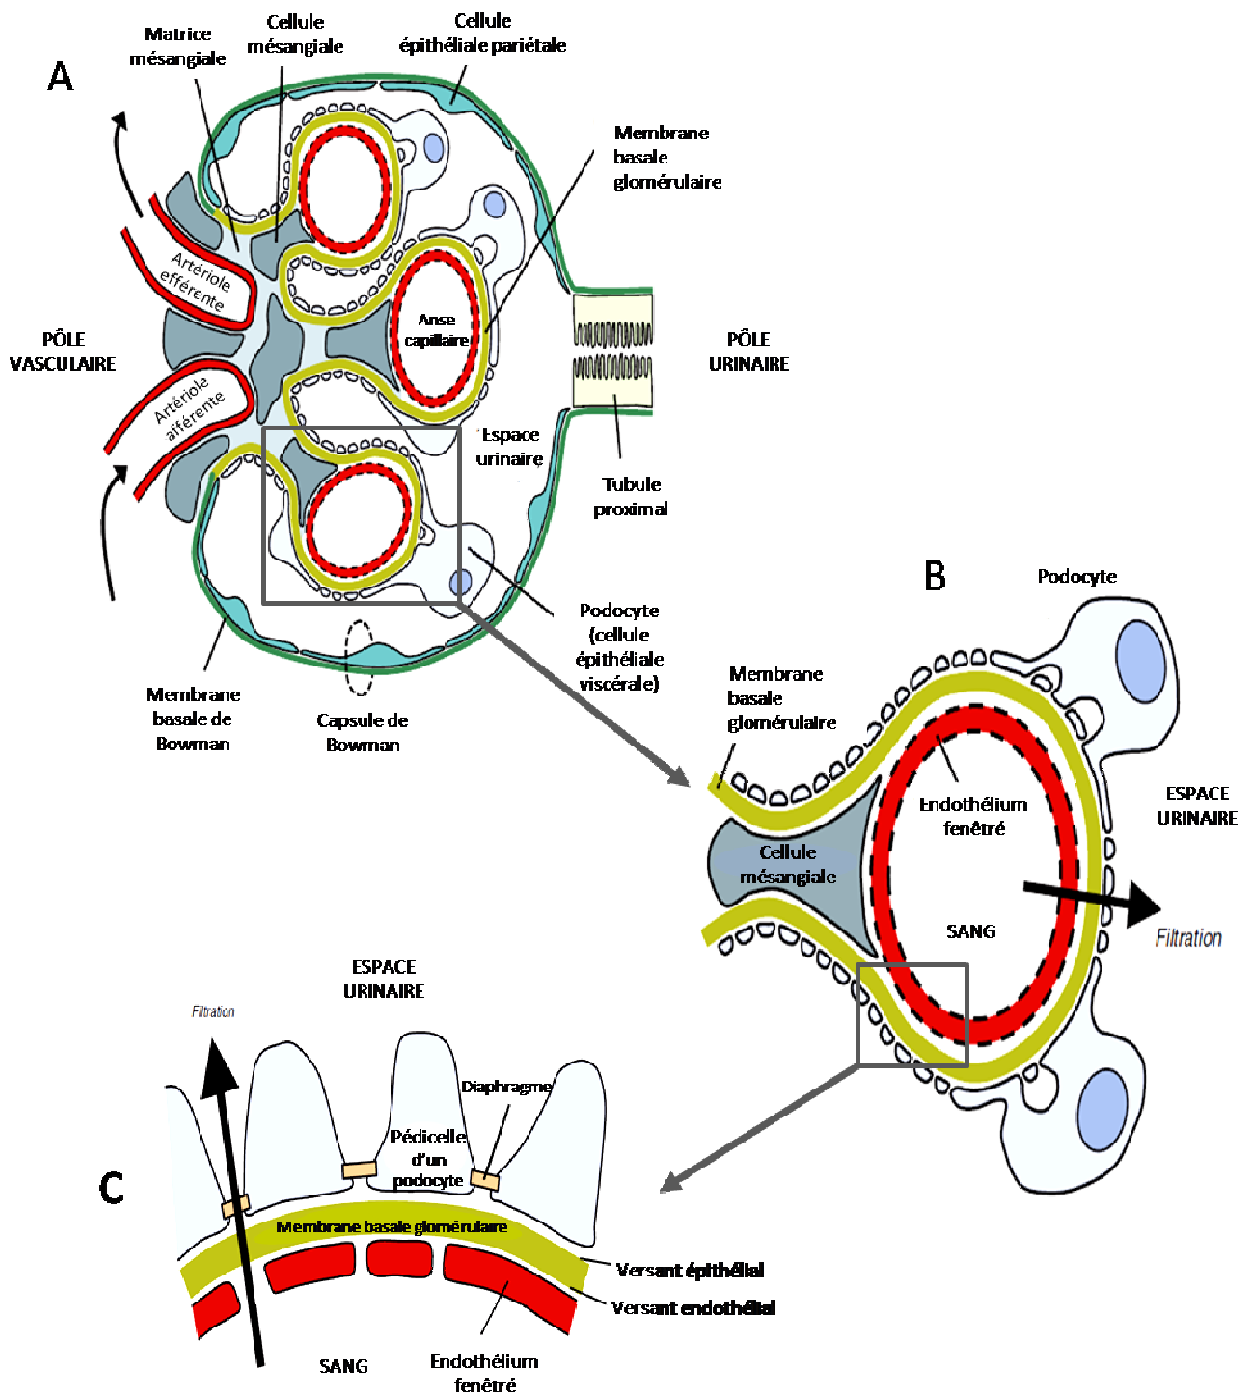 A
Matrice
mésangiale
Cellule
mésangiale
Cellule
épithéliale pariétale
Membrane
basale
glomérulaire
Artériole
efférente
Anse
capillaire
PÔLE
VASCULAIRE
PÔLE
URINAIRE
Artériole
afférente
Espace
urinaire
Tubule
proximal
Podocyte
(cellule
épithéliale
viscérale)
Membrane
basale de
Bowman
Capsule de
Bowman
B
Podocyte
Membrane
basale
glomérulaire
Endothélium
fenêtré
ESPACE
URINAIRE
Cellule
mésangiale
SANG
Filtration
ESPACE
URINAIRE
Filtration
Diaphragme
Pédicelle
d'un
podocyte
C
Membrane basale glomérulaire
Versant épithélial
Versant endothélial
SANG
Endothélium
fenêtré